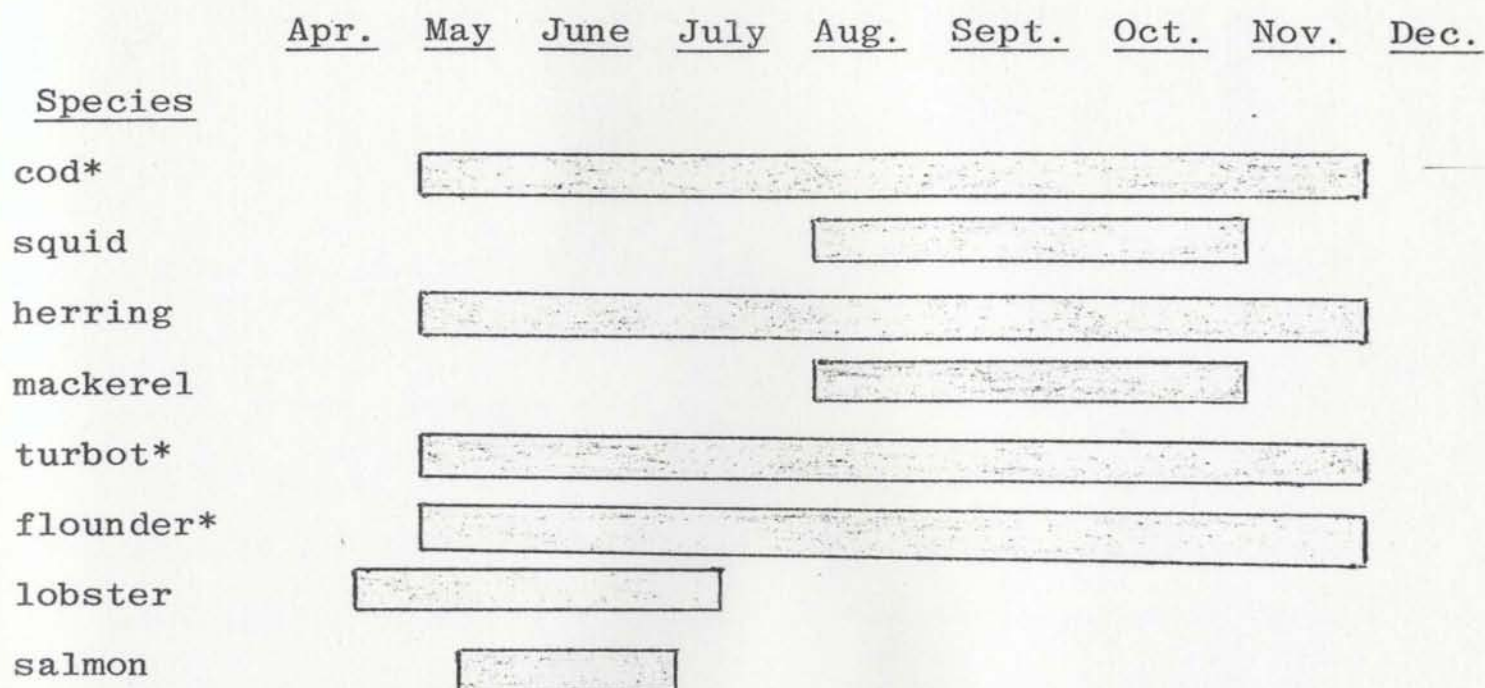 Apr. May June July Aug. Sept. Oct. Nov. Dec.
Species
cod*
squid
herring
mackerel
turbot*
flounder*
lobster
salmon